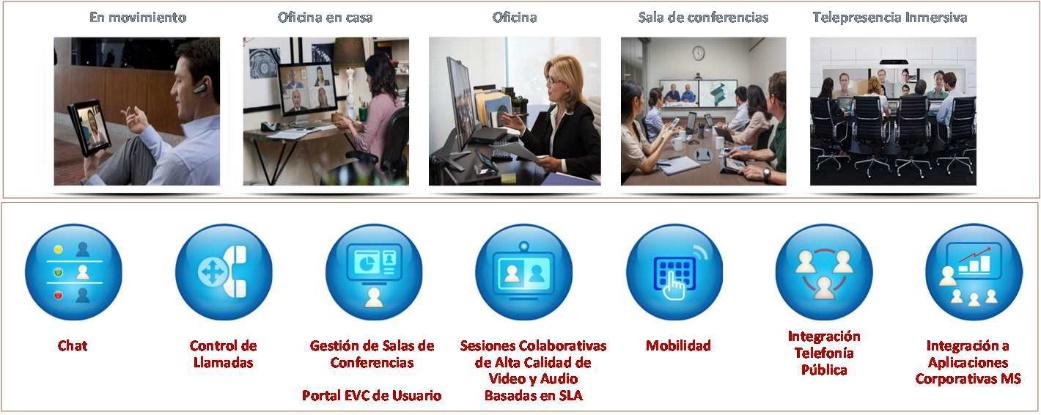 En movimiento
Oficina en casa
Oficina
Sala de conferencias
Telepresencia Inmersiva
Chat
Control de
Llamadas
Gestión de Salas de
Conferencias
Portal EVC de Usuario
Sesiones Colaborativas
de Alta Calidad de
Video y Audio
Basadas en SLA
Mobilidad
Integración
Telefonía
Pública
Integración a
Aplicaciones
Corporativas MS